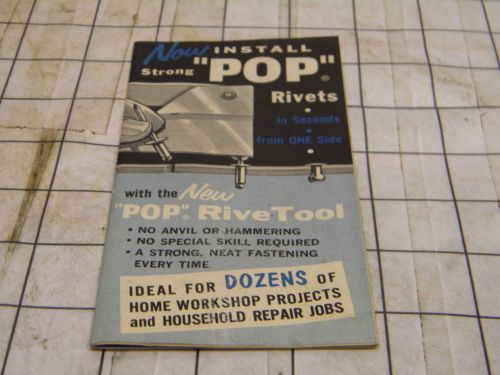 Now INSTALL
Strong "POP"®
Rivets
• In Seconds
•
from ONE Side
•
with the New
"POP"® RiveTool
• NO ANVIL OR HAMMERING
• NO SPECIAL SKILL REQUIRED
• A STRONG, NEAT FASTENING
EVERY TIME
IDEAL FOR DOZENS OF
HOME WORKSHOP PROJECTS
and HOUSEHOLD REPAIR JOBS